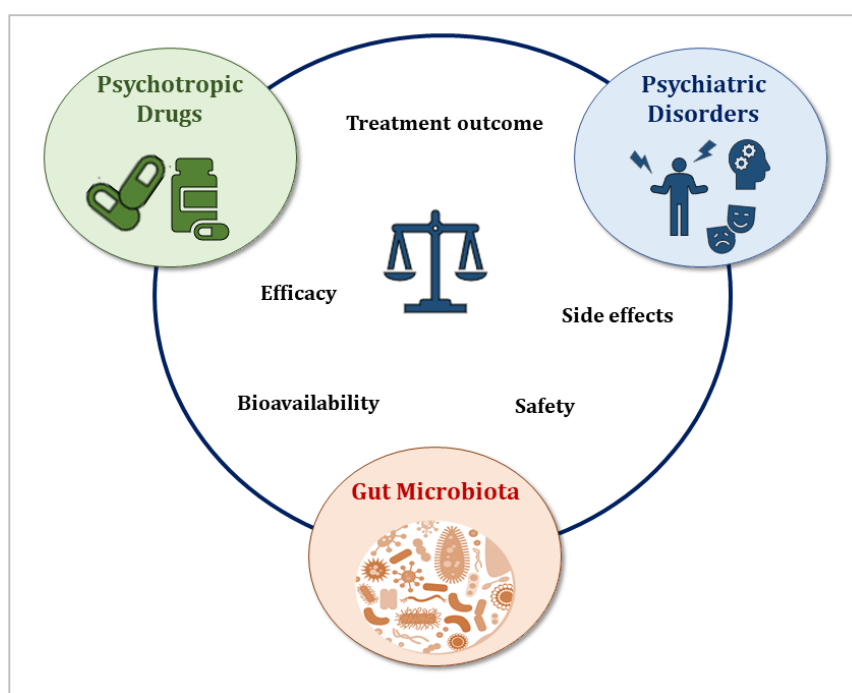 Psychotropic
Drugs
Psychiatric
Disorders
Treatment outcome
Efficacy
Side effects
Bioavailability
Safety
Gut Microbiota